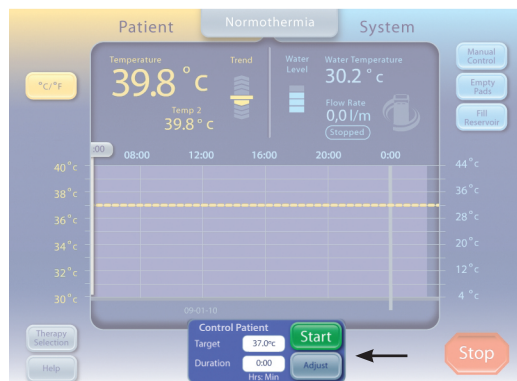 Patient
Normothermia
System
°C/°F
Temperature
39.8 °c
Trend
Temp 2
39.8 ° c
Water
Level
Water Temperature
30.2 ° c
Flow Rate
0,0 l/m
Stopped
Manual
Control
Empty
Pads
Fill
Reservoir
:00
08:00
12:00
16:00
20:00
0:00
40°c
38°c
36°c
34°c
32°c
30°c
44°c
36°c
28°c
20°c
12°c
4 °c
09-01-10
Therapy
Selection
Help
Control Patient
Target
37.0ºc
Duration
0:00
Hrs: Min
Start
Adjust
Stop